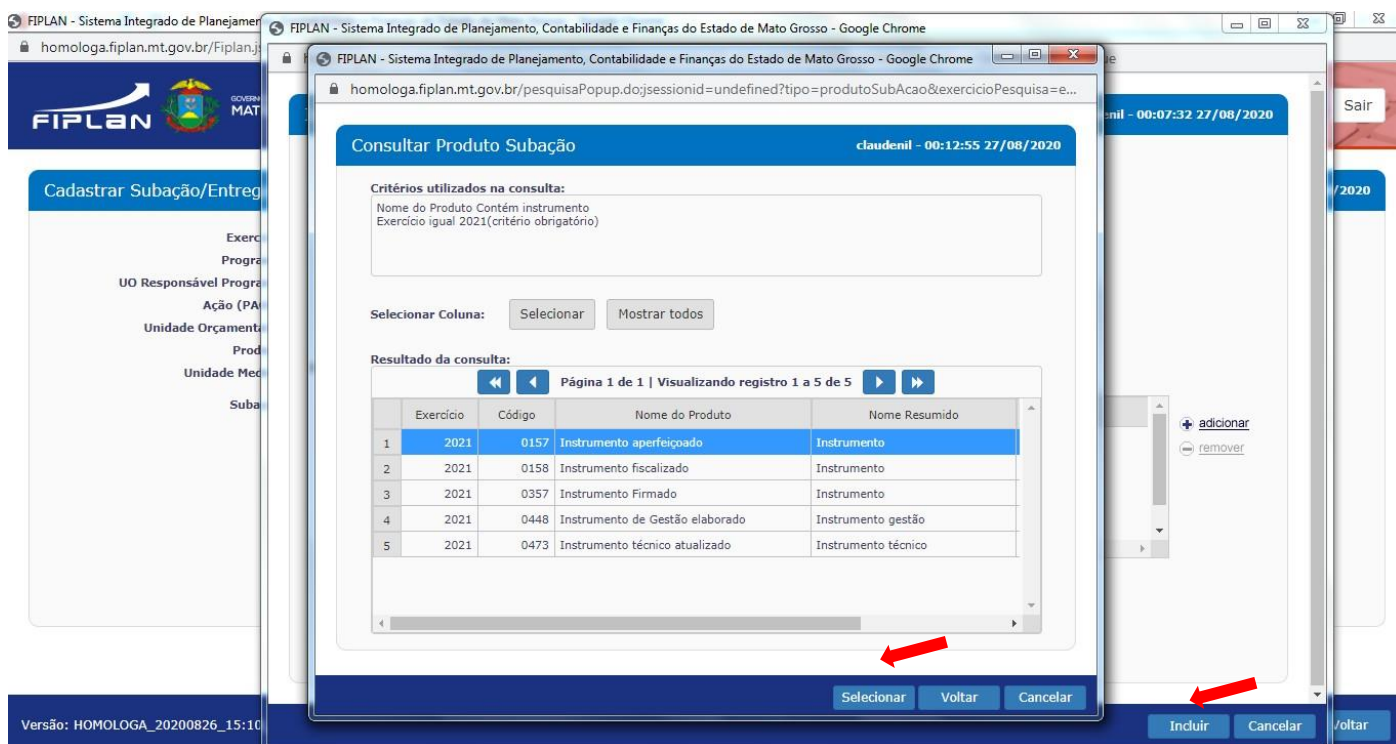 FIPLAN - Sistema Integrado de Planejamen
homologa.fiplan.mt.gov.br/Fiplan.js
FIPLAN
GOVERN
MAT
Sair
Cadastrar Subação/Entreg
/2020
Exerc
Progra
UO Responsável Progra
Ação (PA
Unidade Orçamenta
Prod
Unidade Med
Suba
Versão: HOMOLOGA_20200826_15:10
Voltar
FIPLAN - Sistema Integrado de Planejamento, Contabilidade e Finanças do Estado de Mato Grosso - Google Chrome
enil - 00:07:32 27/08/2020
adicionar
remover
Incluir Cancelar
FIPLAN - Sistema Integrado de Planejamento, Contabilidade e Finanças do Estado de Mato Grosso - Google Chrome
homologa.fiplan.mt.gov.br/pesquisaPopup.do;jsessionid=undefined?tipo=produtoSubAcao&exercicioPesquisa=e...
Consultar Produto Subação claudenil - 00:12:55 27/08/2020
Critérios utilizados na consulta:
Nome do Produto Contém instrumento
Exercício igual 2021(critério obrigatório)
Selecionar Coluna: Selecionar Mostrar todos
Resultado da consulta:
Página 1 de 1 | Visualizando registro 1 a 5 de 5
Exercício Código Nome do Produto Nome Resumido
1 2021 0157 Instrumento aperfeiçoado Instrumento
2 2021 0158 Instrumento fiscalizado Instrumento
3 2021 0357 Instrumento Firmado Instrumento
4 2021 0448 Instrumento de Gestão elaborado Instrumento gestão
5 2021 0473 Instrumento técnico atualizado Instrumento técnico
Selecionar Voltar Cancelar